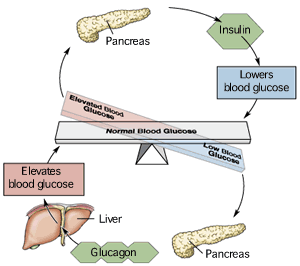 Pancreas
Insulin
Lowers
blood glucose
Elevated Blood
Glucose
Normal Blood Glucose
Low Blood
Glucose
Elevates
blood glucose
Liver
Glucagon
Pancreas